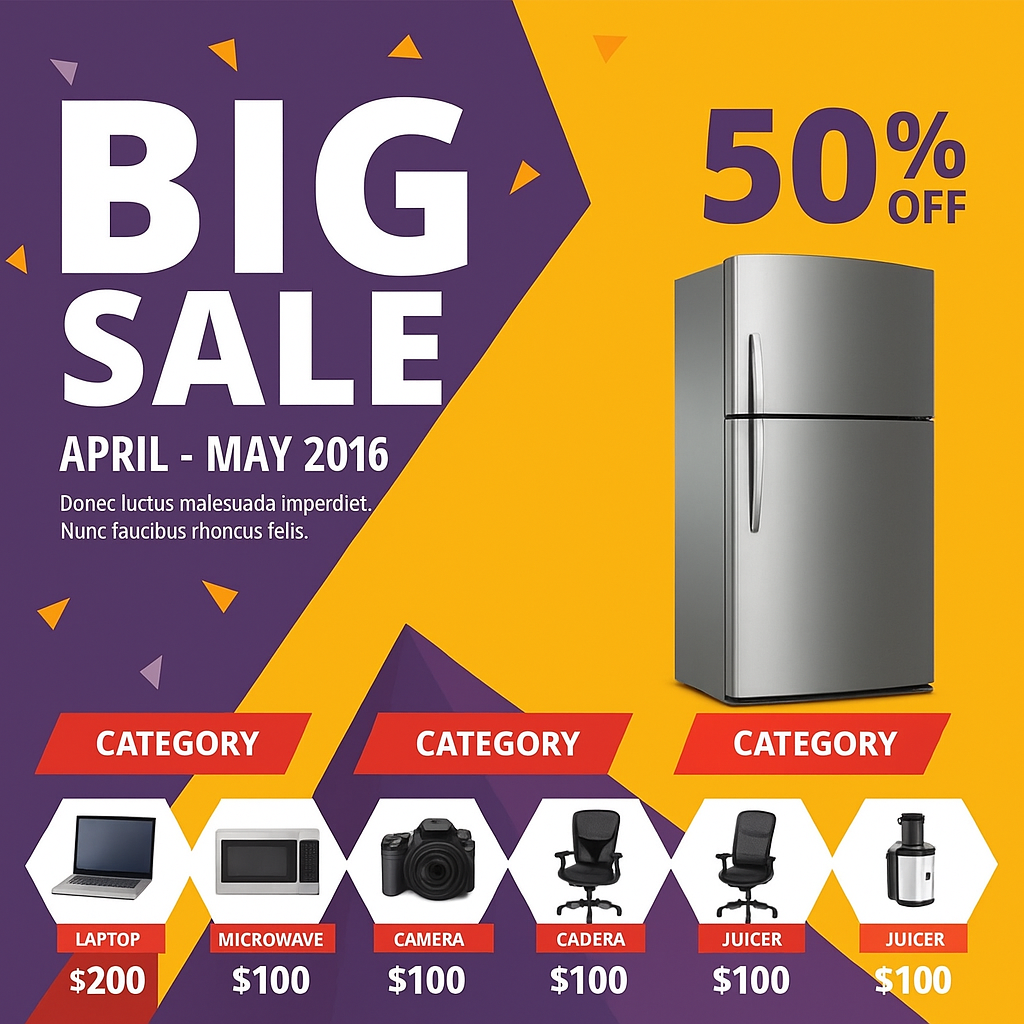 BIG
SALE
APRIL - MAY 2016
Donec luctus malesuada imperdiet.
Nunc faucibus rhoncus felis.
50%
OFF
CATEGORY
CATEGORY
CATEGORY
LAPTOP
MICROWAVE
CAMERA
CADERA
JUICER
JUICER
$200
$100
$100
$100
$100
$100